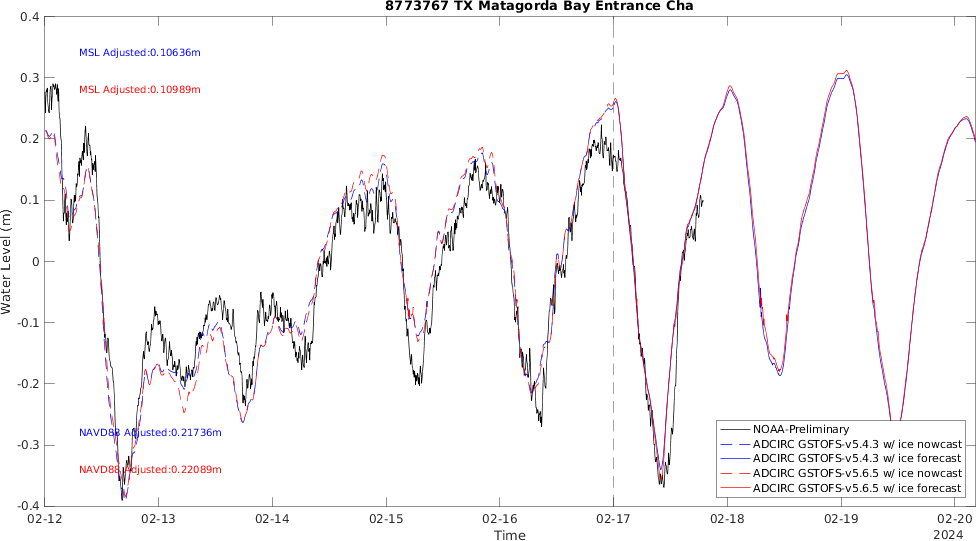 8773767 TX Matagorda Bay Entrance Cha
Water Level (m)
0.4
0.3
0.2
0.1
0
-0.1
-0.2
-0.3
-0.4
MSL Adjusted:0.10636m
MSL Adjusted:0.10989m
NAVD88 Adjusted:0.21736m
NAVD88 Adjusted:0.22089m
NOAA-Preliminary
ADCIRC GSTOFS-v5.4.3 w/ ice nowcast
ADCIRC GSTOFS-v5.4.3 w/ ice forecast
ADCIRC GSTOFS-v5.6.5 w/ ice nowcast
ADCIRC GSTOFS-v5.6.5 w/ ice forecast
02-12 02-13 02-14 02-15 02-16 02-17 02-18 02-19 02-20
Time
2024